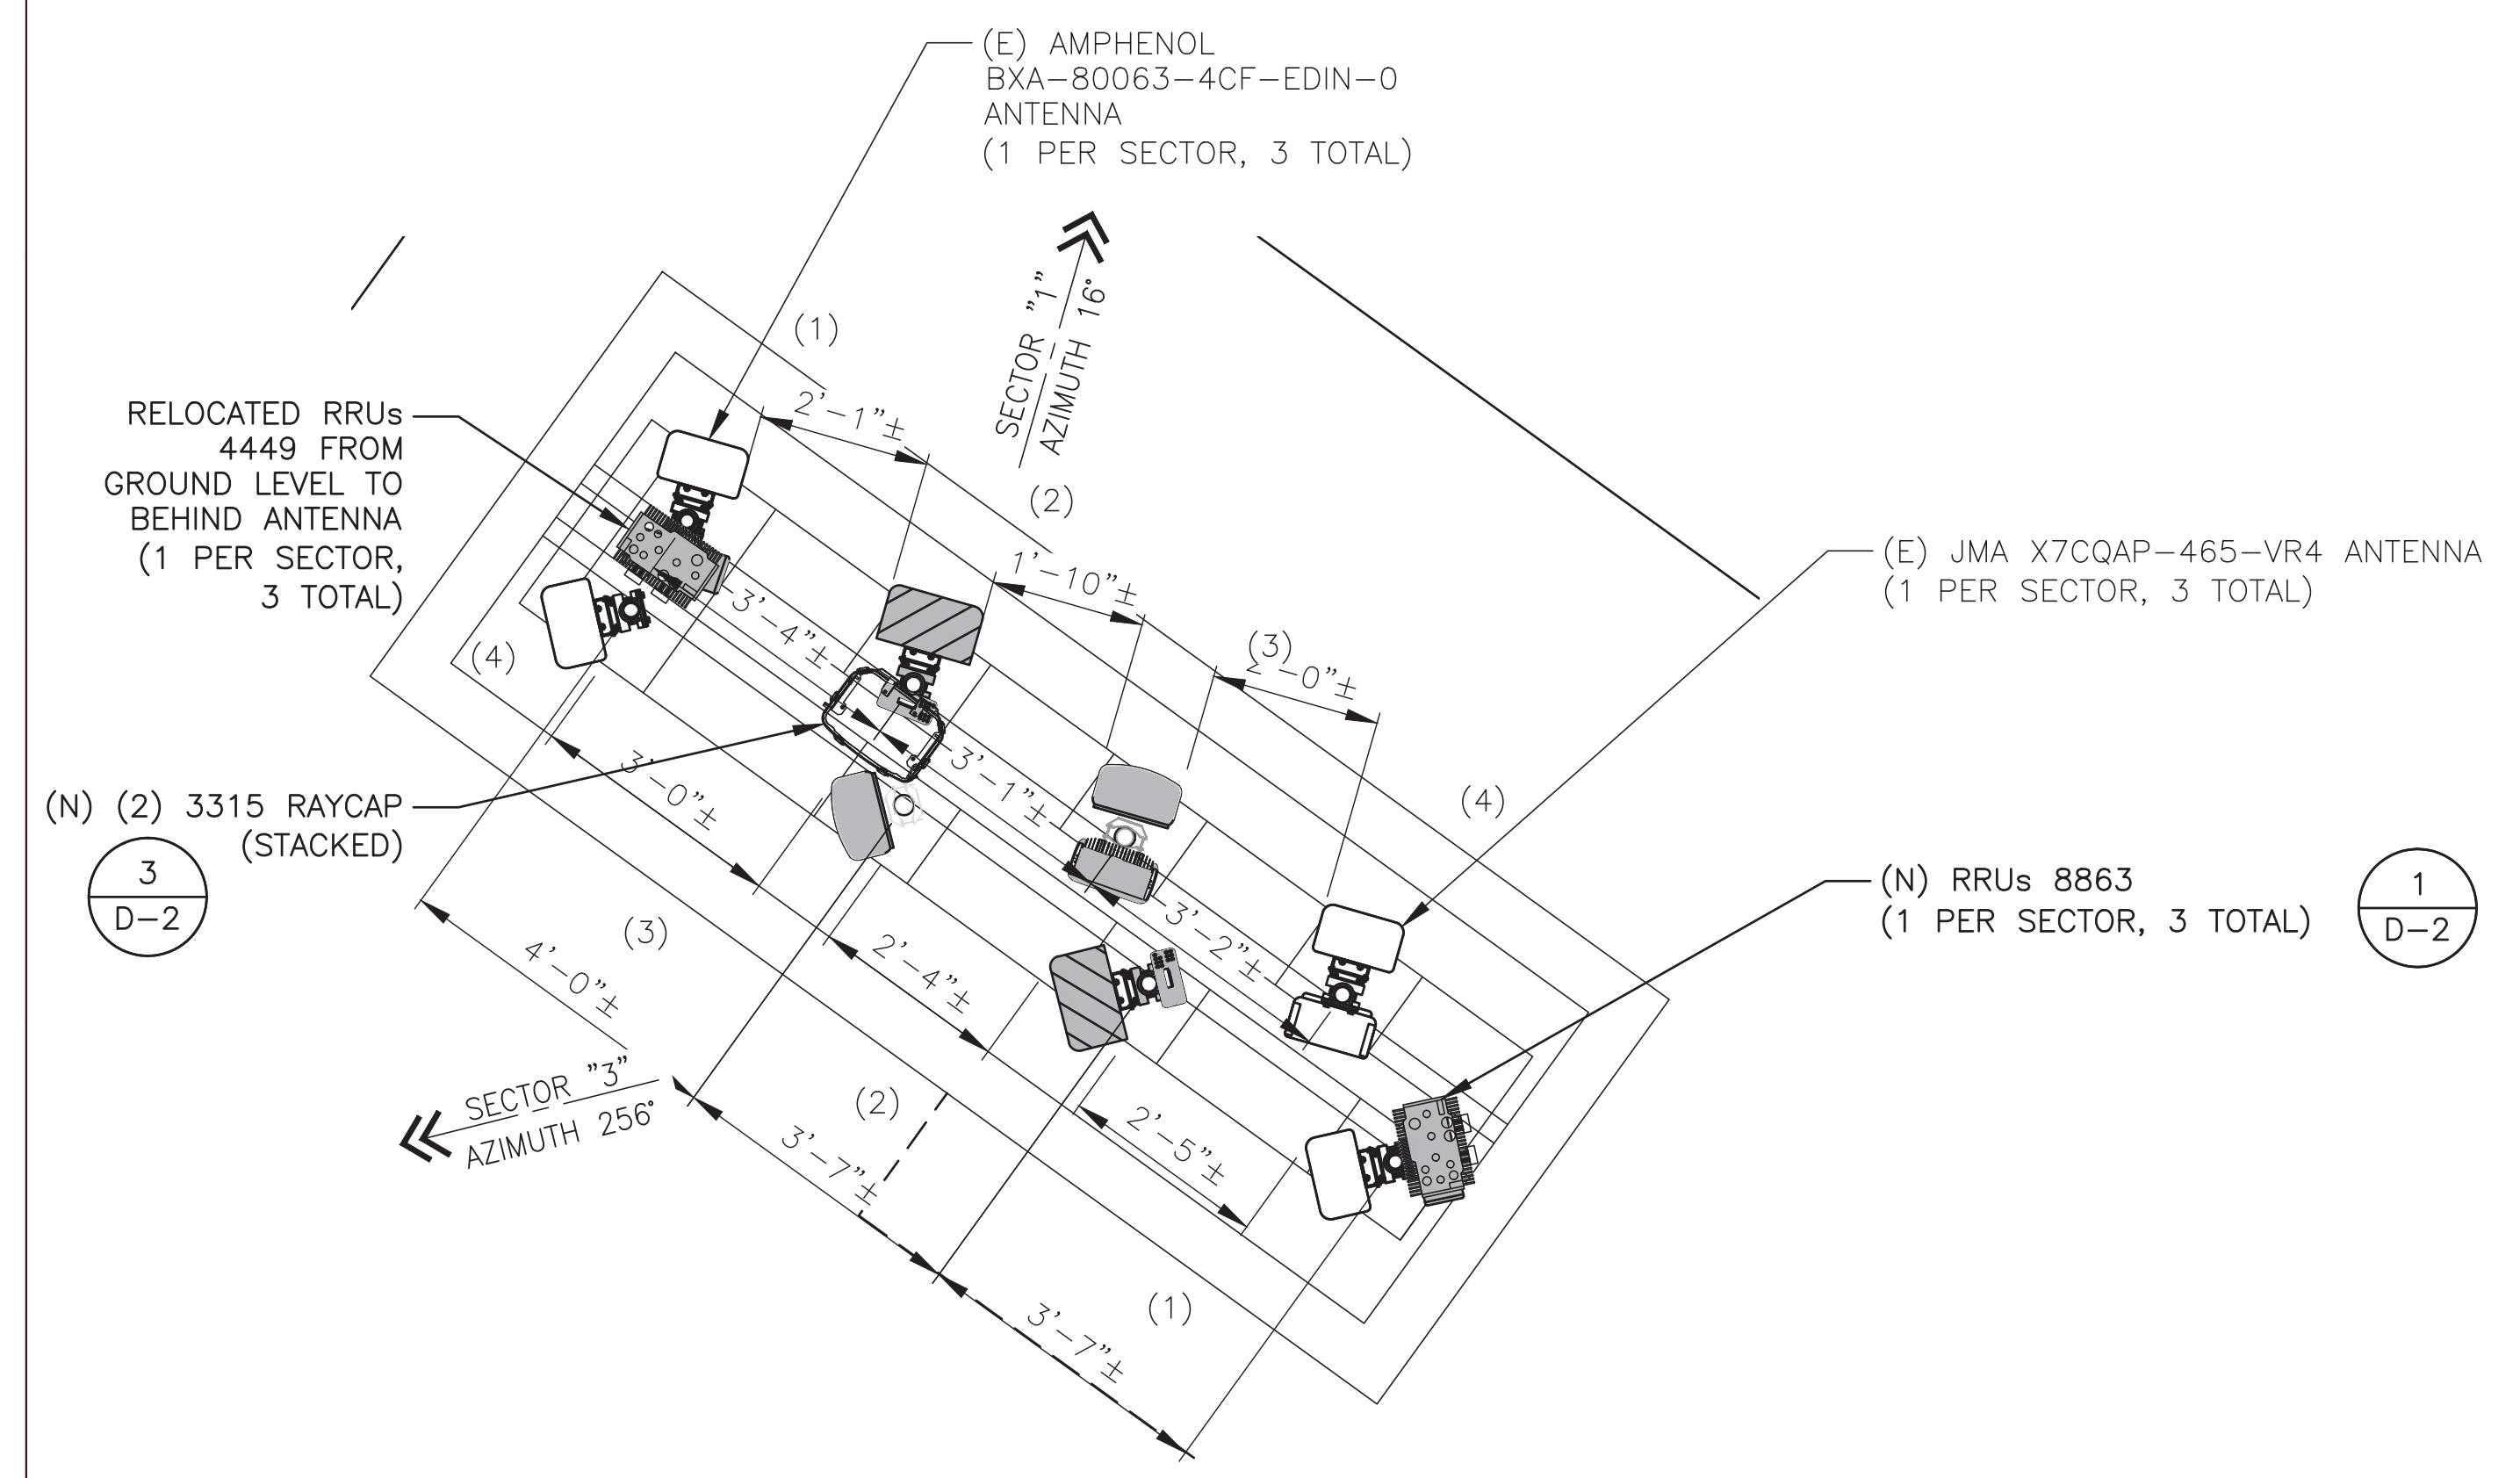 (E) AMPHENOL
BXA-80063-4CF-EDIN-0
ANTENNA
(1 PER SECTOR, 3 TOTAL)
SECTOR "1"
AZIMUTH 16°
(1)
2'-1"±
RELOCATED RRUs
4449 FROM
GROUND LEVEL TO
BEHIND ANTENNA
(1 PER SECTOR,
3 TOTAL)
(2)
1'-10"±
(E) JMA X7CQAP-465-VR4 ANTENNA
(1 PER SECTOR, 3 TOTAL)
3'-4"±
(3)
2'-0"±
(4)
3'-0"±
3'-1"±
(4)
(N) (2) 3315 RAYCAP
(STACKED)
3
D-2
(N) RRUs 8863
(1 PER SECTOR, 3 TOTAL)
1
D-2
(3)
4'-0"±
2'-4"±
3'-2"±
SECTOR "3"
AZIMUTH 256°
(2)
3'-7"±
2'-5"±
(1)
3'-7"±